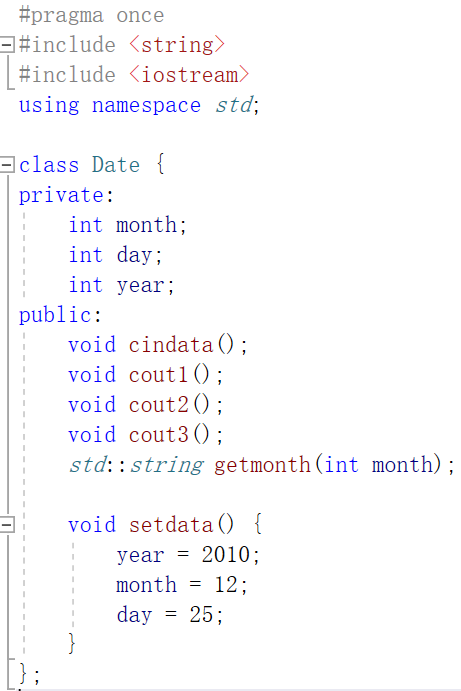 #pragma once
#include <string>
#include <iostream>
using namespace std;
class Date {
private:
int month;
int day;
int year;
public:
void cindata();
void cout1();
void cout2();
void cout3();
std::string getmonth(int month);
void setdata() {
year = 2010;
month = 12;
day = 25;
}
};